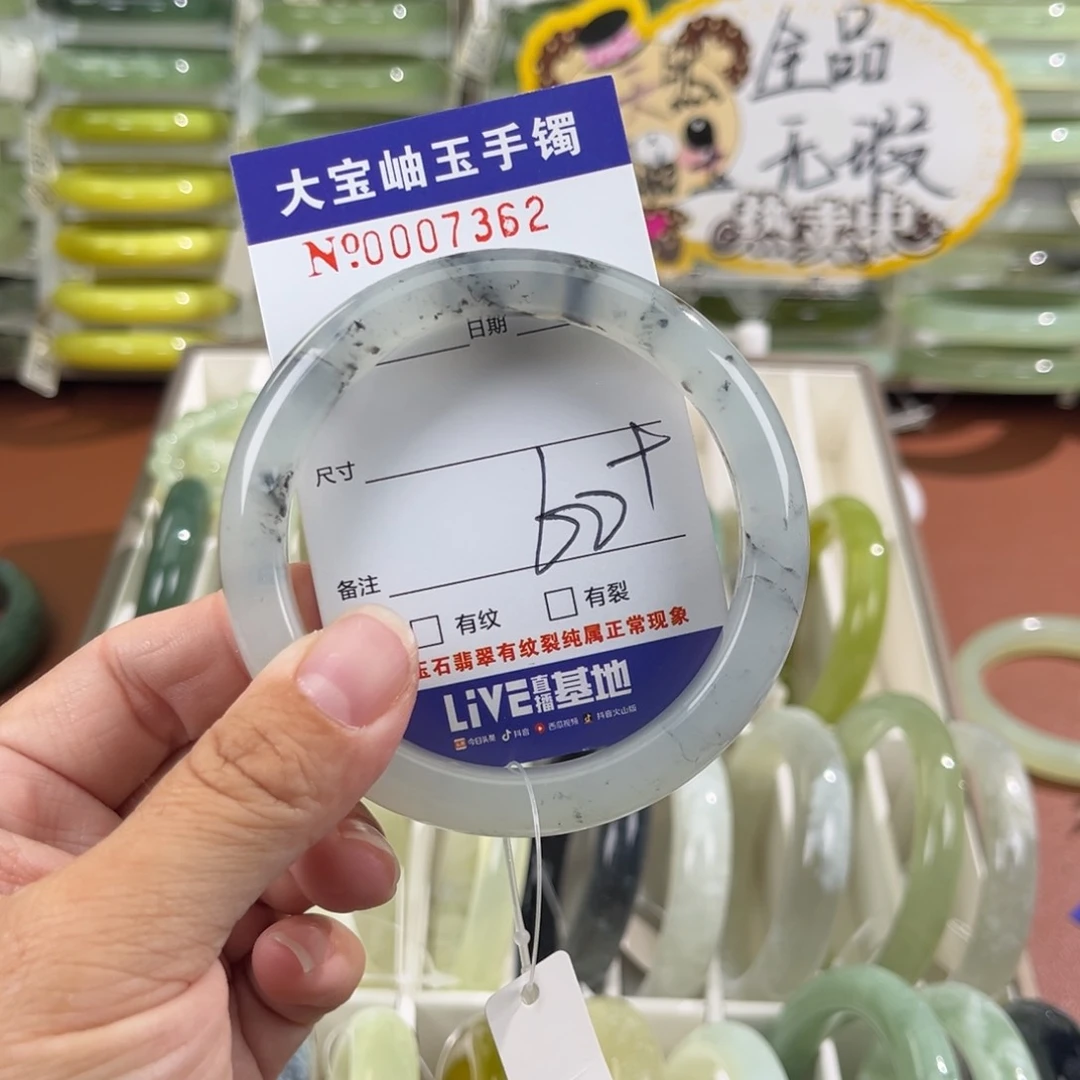 全品
无瑕
热卖中
大宝岫玉手镯
№0007362
日期
尺寸
备注
有纹
有裂
玉石翡翠有纹裂纯属正常现象
LIVE直播基地
今日头条 抖音 西瓜视频 抖音火山版